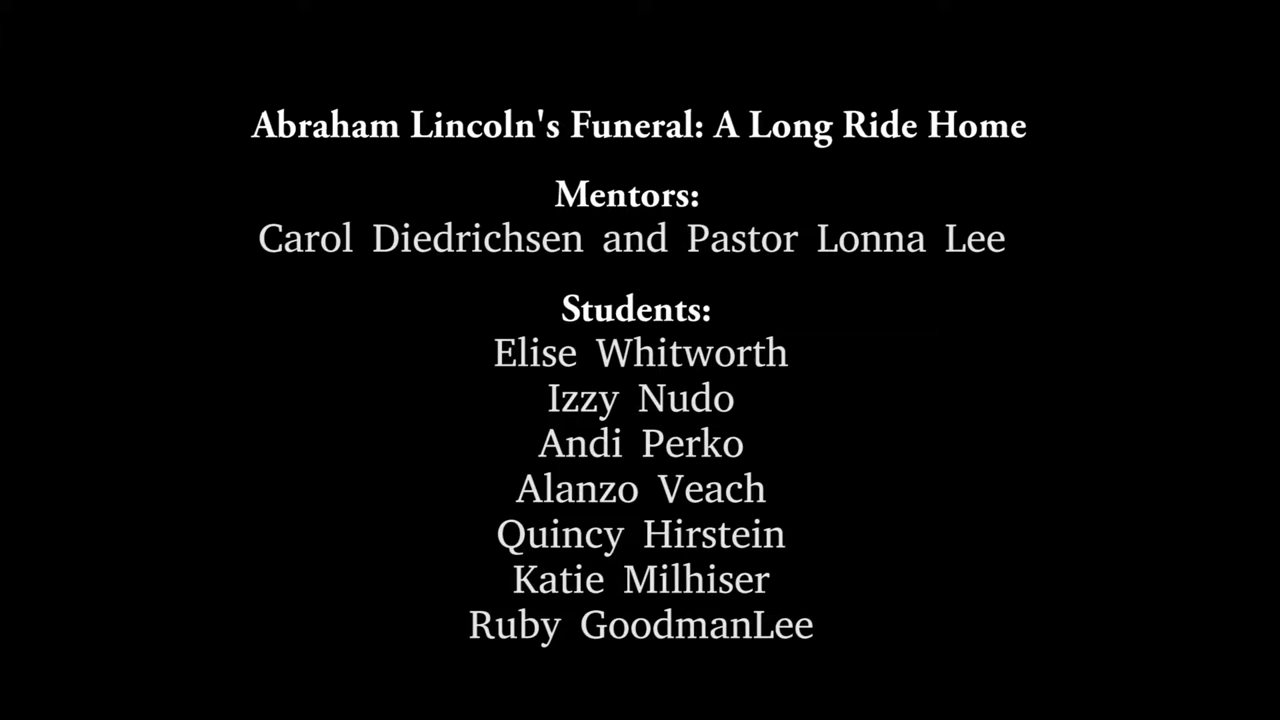 Abraham Lincoln's Funeral: A Long Ride Home
Mentors:
Carol Diedrichsen and Pastor Lonna Lee
Students:
Elise Whitworth
Izzy Nudo
Andi Perko
Alanzo Veach
Quincy Hirstein
Katie Milhiser
Ruby GoodmanLee